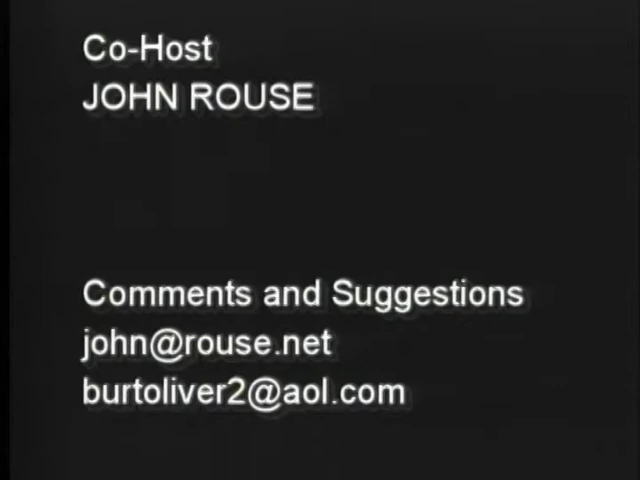 Co-Host
JOHN ROUSE
Comments and Suggestions
john@rouse.net
burtoliver2@aol.com